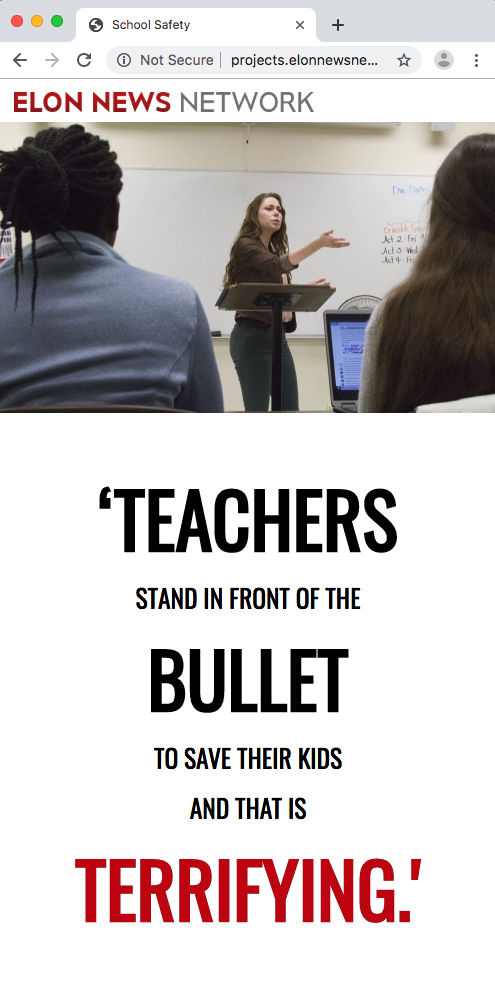 School Safety
Not Secure
projects.elonnewsne...
ELON NEWS NETWORK
Due Dates
Act 2 - Fri
Act 3 - Wed
Act 4 - Fri
‘TEACHERS
STAND IN FRONT OF THE
BULLET
TO SAVE THEIR KIDS
AND THAT IS
TERRIFYING.'